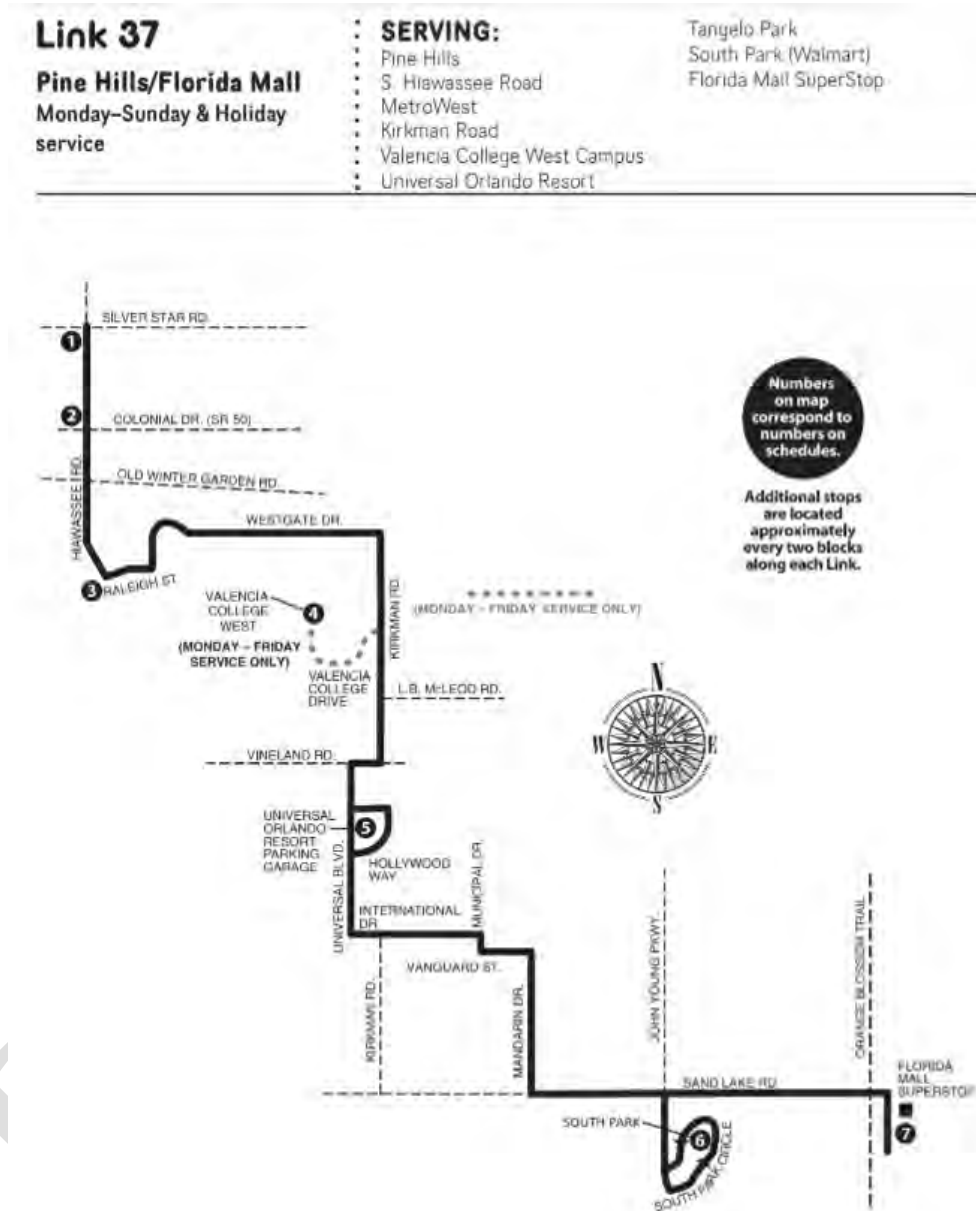 Link 37
Pine Hills/Florida Mall
Monday–Sunday & Holiday
service
SERVING:
Pine Hills
S. Hiawassee Road
MetroWest
Kirkman Road
Valencia College West Campus
Universal Orlando Resort
Tangelo Park
South Park (Walmart)
Florida Mall SuperStop
SILVER STAR RD.
1
2
COLONIAL DR. (SR 50)
OLD WINTER GARDEN RD.
HIAWASSEE RD.
WESTGATE DR.
3
RALEIGH ST.
VALENCIA
COLLEGE
WEST
4
(MONDAY – FRIDAY
SERVICE ONLY)
VALENCIA
COLLEGE
DRIVE
KIRKMAN RD.
(MONDAY – FRIDAY SERVICE ONLY)
L.B. McLEOD RD.
VINELAND RD.
Numbers
on map
correspond to
numbers on
schedules.
Additional stops
are located
approximately
every two blocks
along each Link.
N
W
E
S
UNIVERSAL
ORLANDO
RESORT
PARKING
GARAGE
5
HOLLYWOOD
WAY
UNIVERSAL BLVD.
INTERNATIONAL
DR
MUNICIPAL DR.
VANGUARD ST.
KIRKMAN RD.
MANDARIN DR.
JOHN YOUNG PKWY.
ORANGE BLOSSOM TRAIL
SAND LAKE RD.
FLORIDA
MALL
SUPERSTOP
SOUTH PARK
6
SOUTH PARK CIRCLE
7